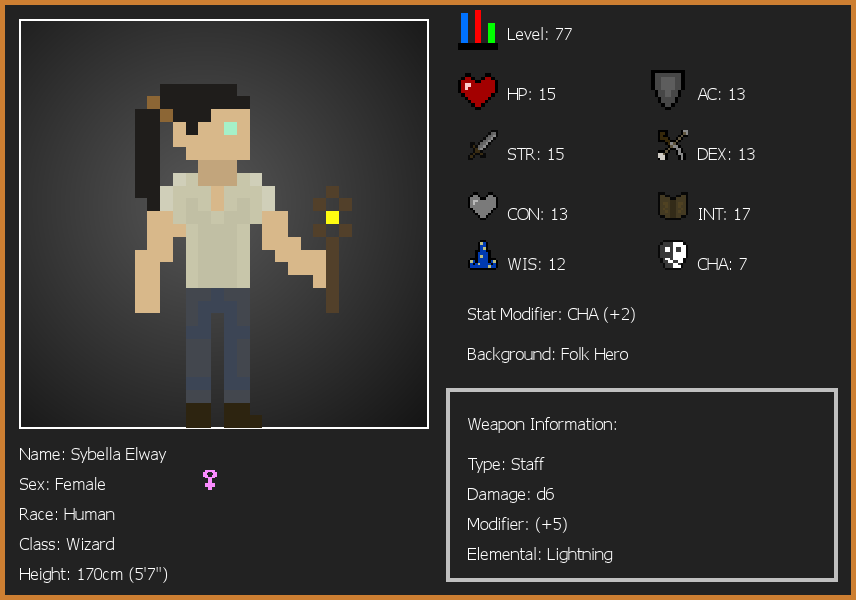 Level: 77
HP: 15
AC: 13
STR: 15
DEX: 13
CON: 13
INT: 17
WIS: 12
CHA: 7
Stat Modifier: CHA (+2)
Background: Folk Hero
Weapon Information:
Type: Staff
Damage: d6
Modifier: (+5)
Elemental: Lightning
Name: Sybella Elway
Sex: Female
Race: Human
Class: Wizard
Height: 170cm (5'7")